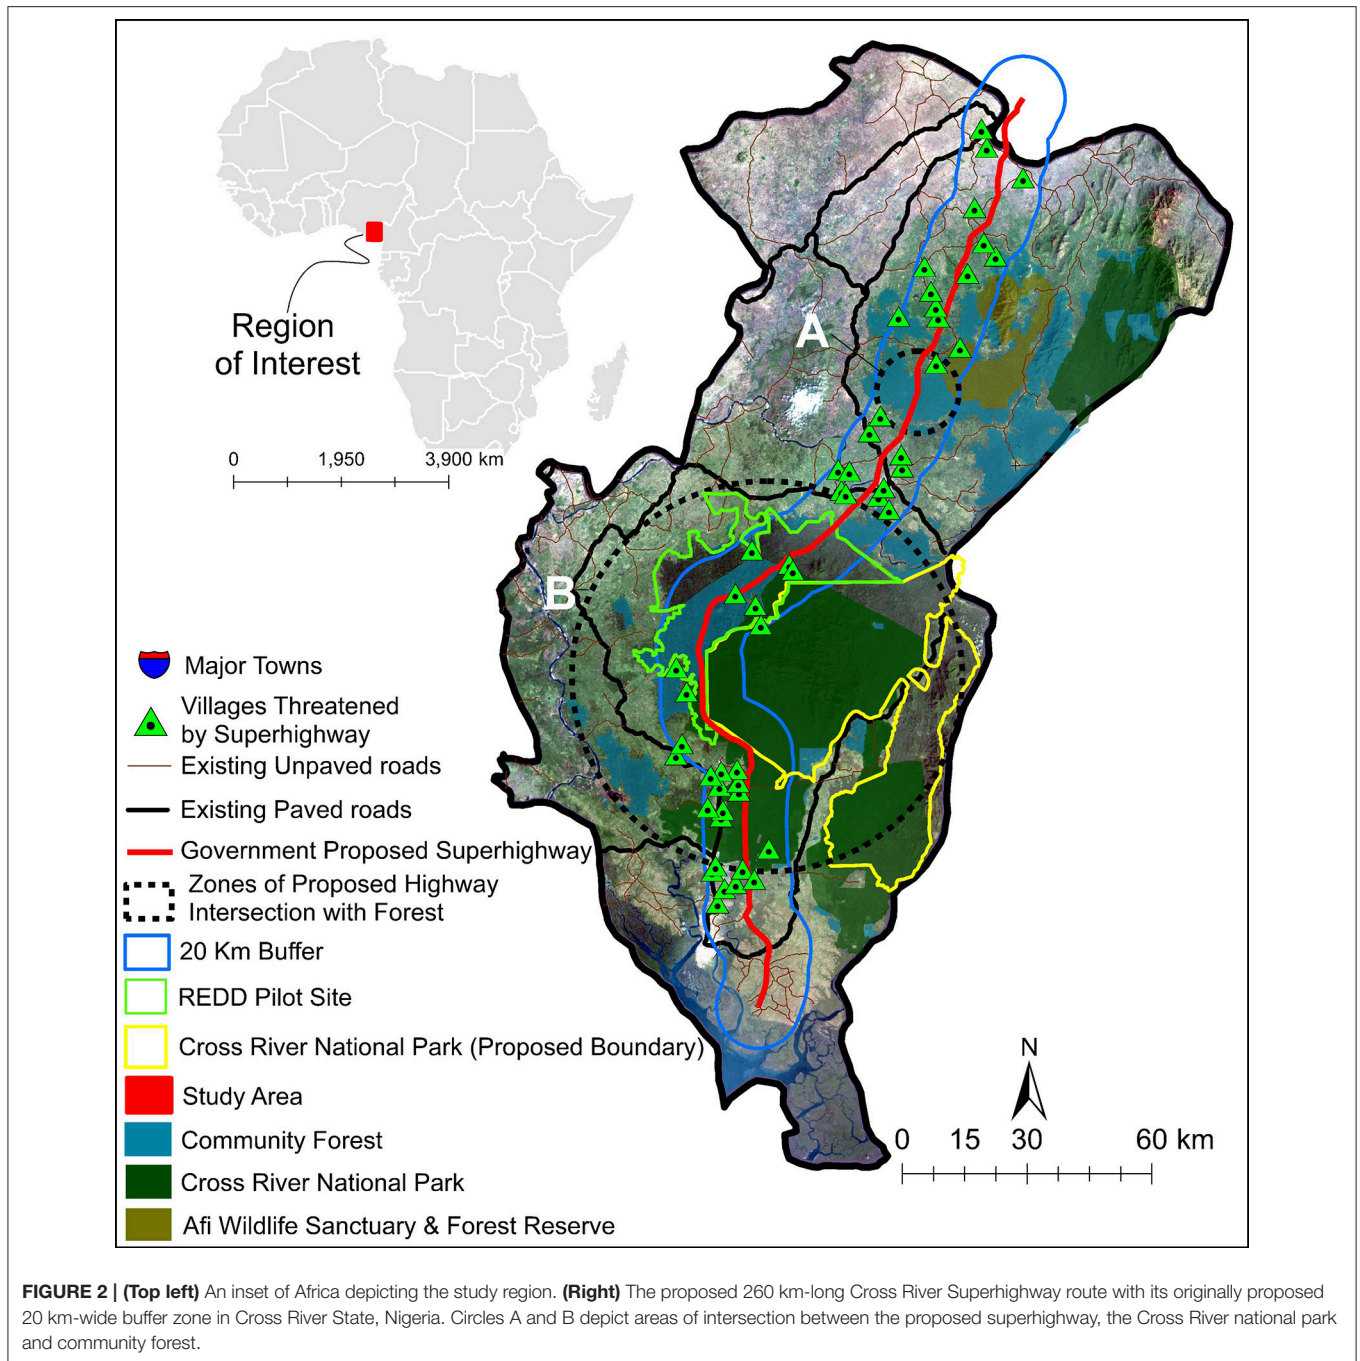 Region
of Interest
0 1,950 3,900 km
A
B
Major Towns
Villages Threatened
by Superhighway
Existing Unpaved roads
Existing Paved roads
Government Proposed Superhighway
Zones of Proposed Highway
Intersection with Forest
20 Km Buffer
REDD Pilot Site
Cross River National Park (Proposed Boundary)
Study Area
Community Forest
Cross River National Park
Afi Wildlife Sanctuary & Forest Reserve
N
0 15 30 60 km
FIGURE 2 | (Top left) An inset of Africa depicting the study region. (Right) The proposed 260 km-long Cross River Superhighway route with its originally proposed
20 km-wide buffer zone in Cross River State, Nigeria. Circles A and B depict areas of intersection between the proposed superhighway, the Cross River national park
and community forest.